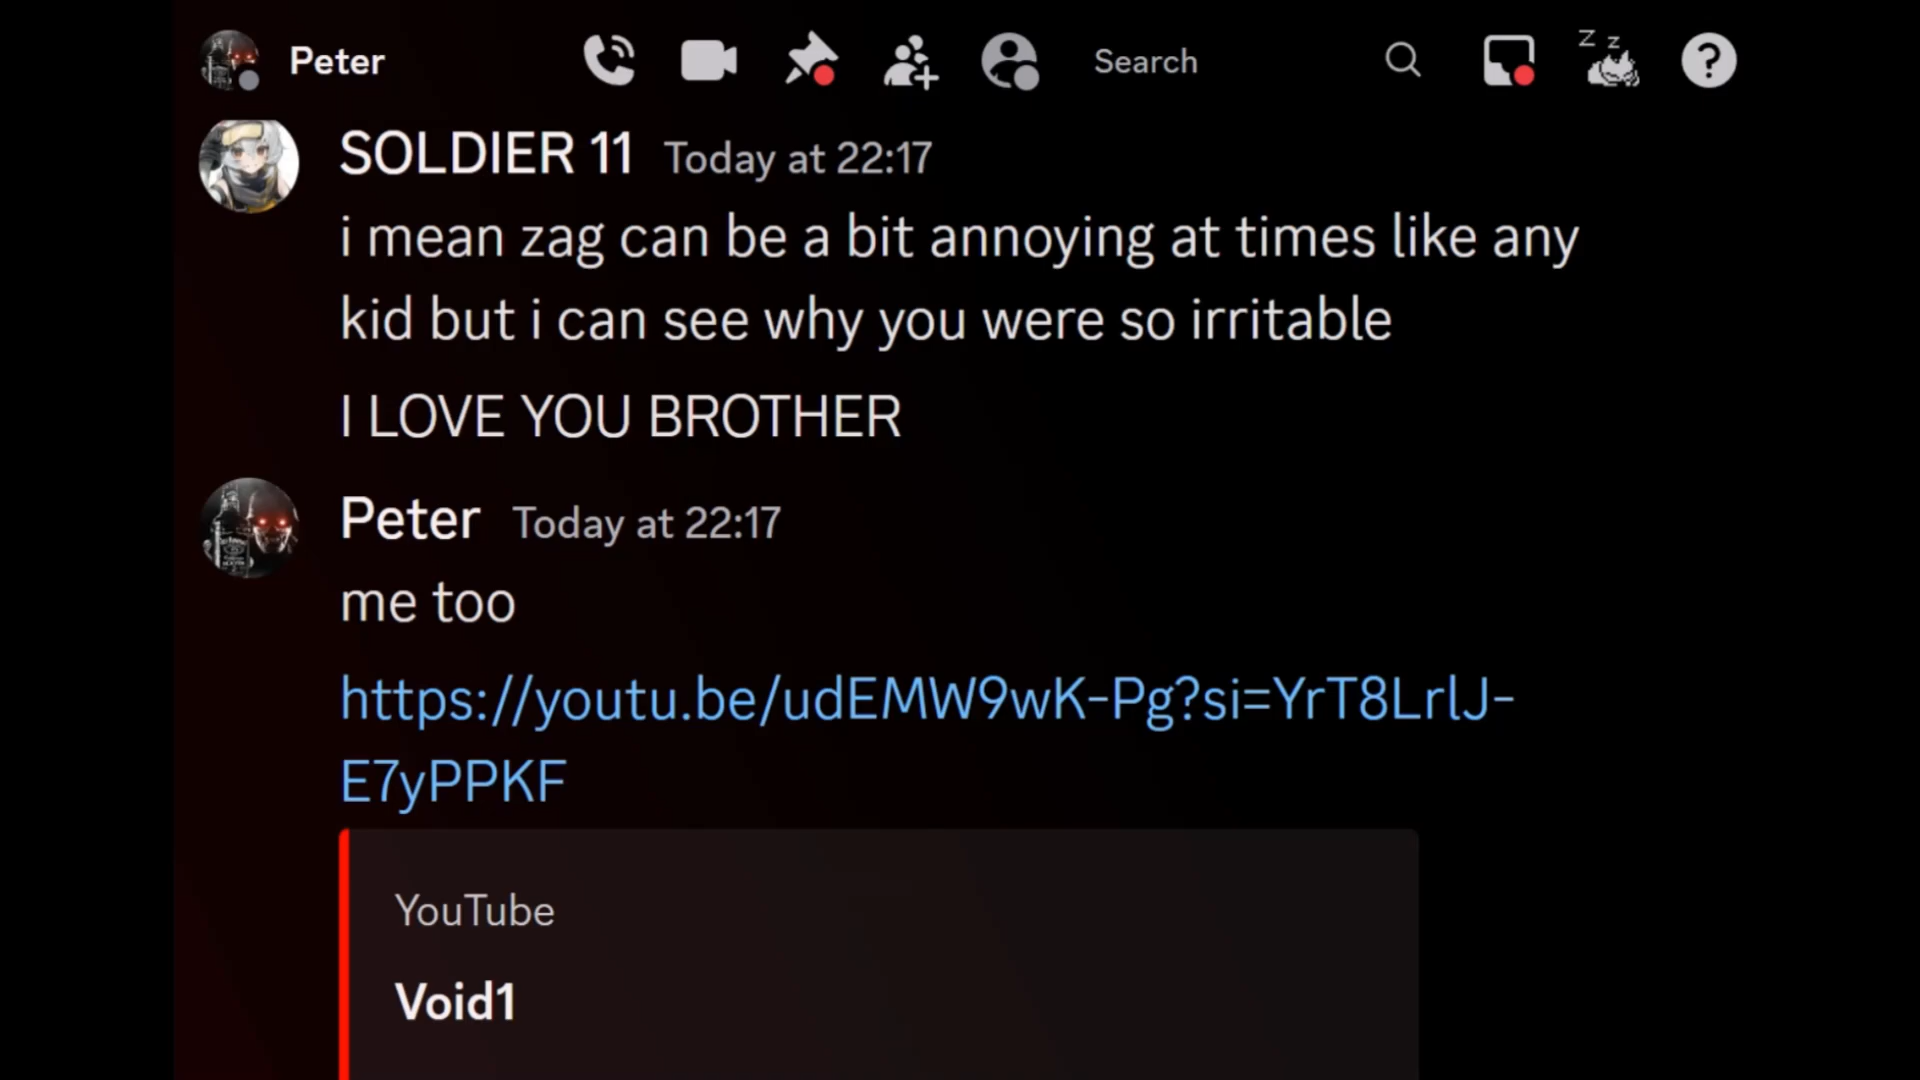 Peter
Search
z z
SOLDIER 11 Today at 22:17
i mean zag can be a bit annoying at times like any
kid but i can see why you were so irritable
I LOVE YOU BROTHER
Peter Today at 22:17
me too
https://youtu.be/udEMW9wK-Pg?si=YrT8LrlJ-
E7yPPKF
YouTube
Void1